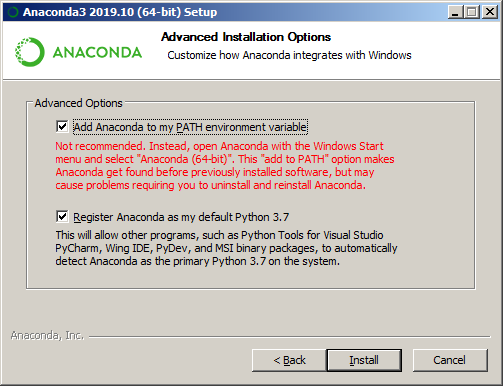 Anaconda3 2019.10 (64-bit) Setup
ANACONDA
Advanced Installation Options
Customize how Anaconda integrates with Windows
Advanced Options
Add Anaconda to my PATH environment variable
Not recommended. Instead, open Anaconda with the Windows Start
menu and select "Anaconda (64-bit)". This "add to PATH" option makes
Anaconda get found before previously installed software, but may
cause problems requiring you to uninstall and reinstall Anaconda.
Register Anaconda as my default Python 3.7
This will allow other programs, such as Python Tools for Visual Studio
PyCharm, Wing IDE, PyDev, and MSI binary packages, to automatically
detect Anaconda as the primary Python 3.7 on the system.
Anaconda, Inc.
< Back
Install
Cancel